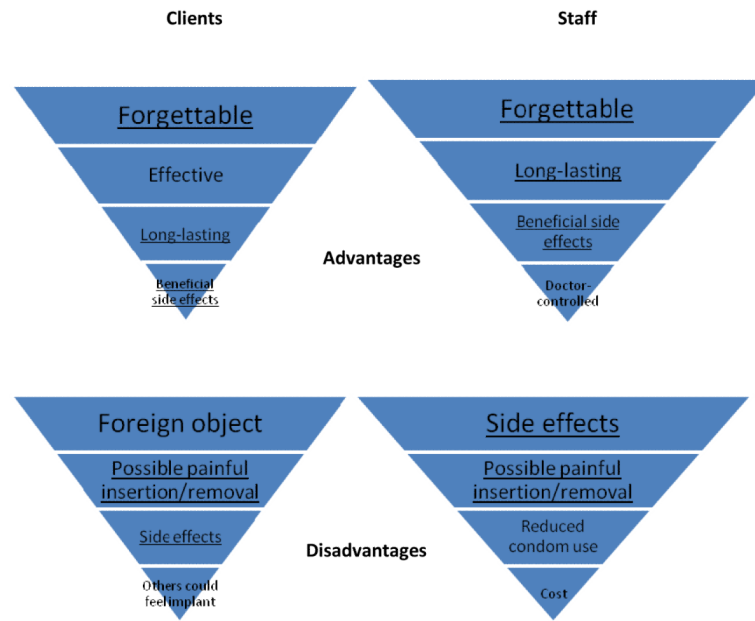 Clients
Staff
Forgettable
Effective
Long-lasting
Beneficial
side effects
Forgettable
Long-lasting
Beneficial side
effects
Doctor-
controlled
Advantages
Foreign object
Possible painful
insertion/removal
Side effects
Others could
feel implant
Side effects
Possible painful
insertion/removal
Reduced
condom use
Cost
Disadvantages